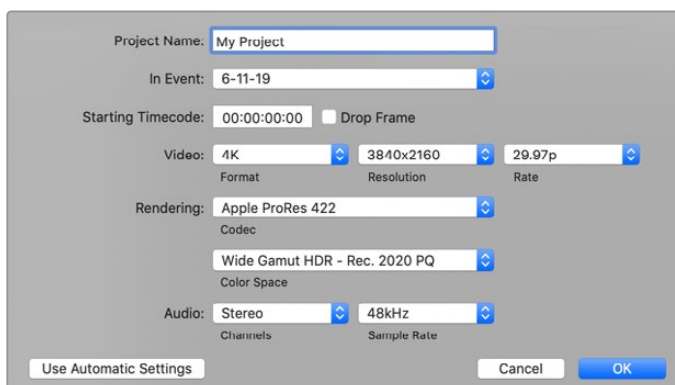 Project Name: My Project
In Event: 6-11-19
Starting Timecode: 00:00:00:00 Drop Frame
Video: 4K 3840x2160 29.97p
Format Resolution Rate
Rendering: Apple ProRes 422
Codec
Wide Gamut HDR - Rec. 2020 PQ
Color Space
Audio: Stereo 48kHz
Channels Sample Rate
Use Automatic Settings Cancel OK